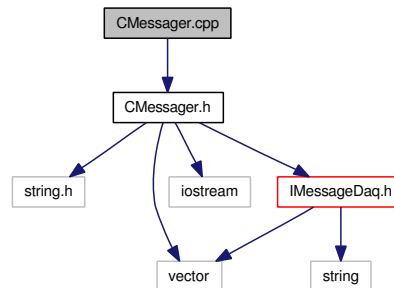 CMessager.cpp
CMessager.h
string.h
iostream
IMessageDaq.h
vector
string